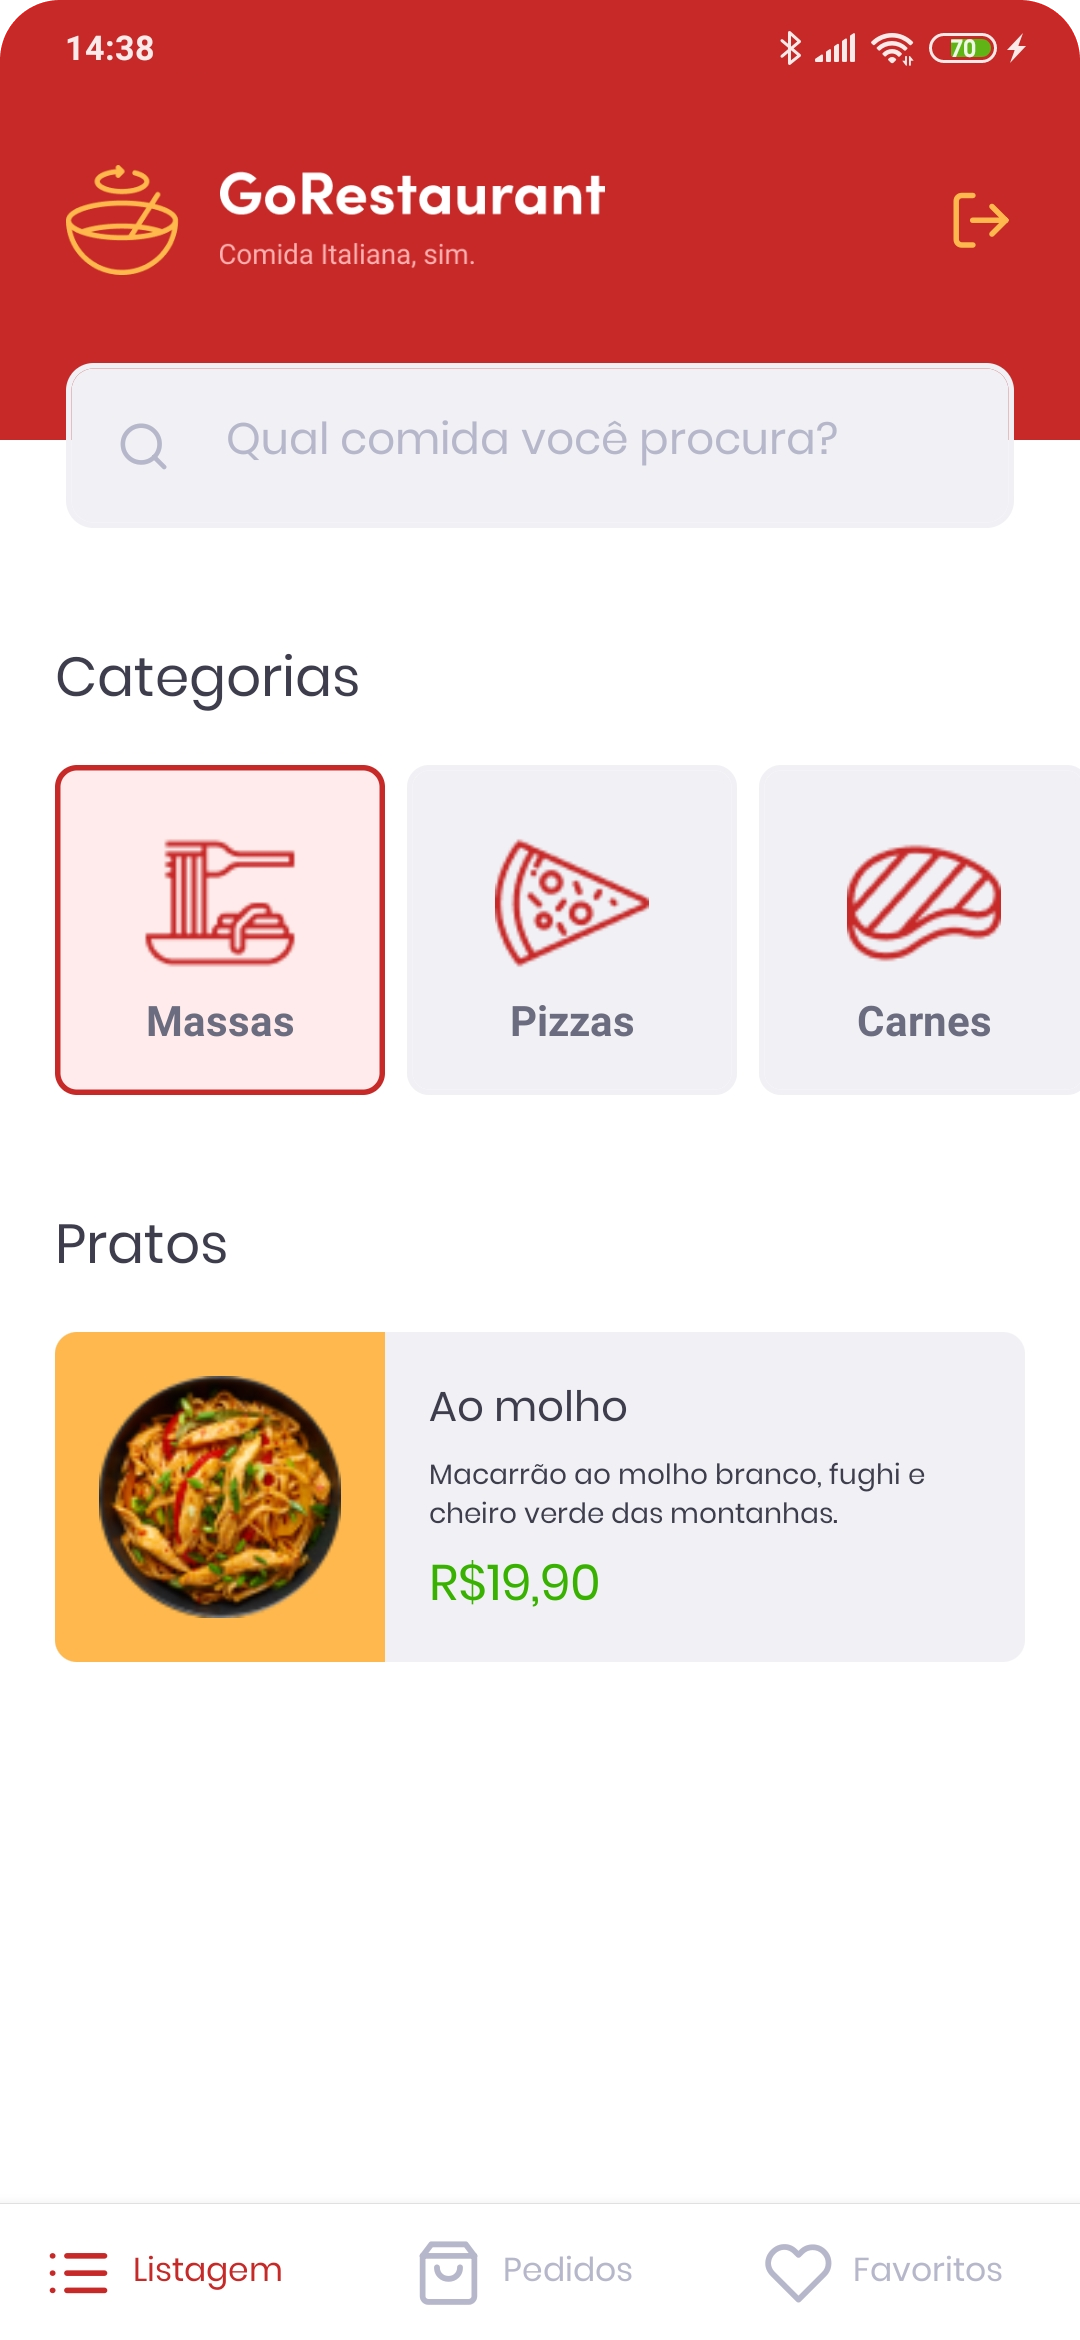 14:38
70
GoRestaurant
Comida Italiana, sim.
Qual comida você procura?
Categorias
Massas
Pizzas
Carnes
Pratos
Ao molho
Macarrão ao molho branco, fughi e
cheiro verde das montanhas.
R$19,90
Listagem
Pedidos
Favoritos